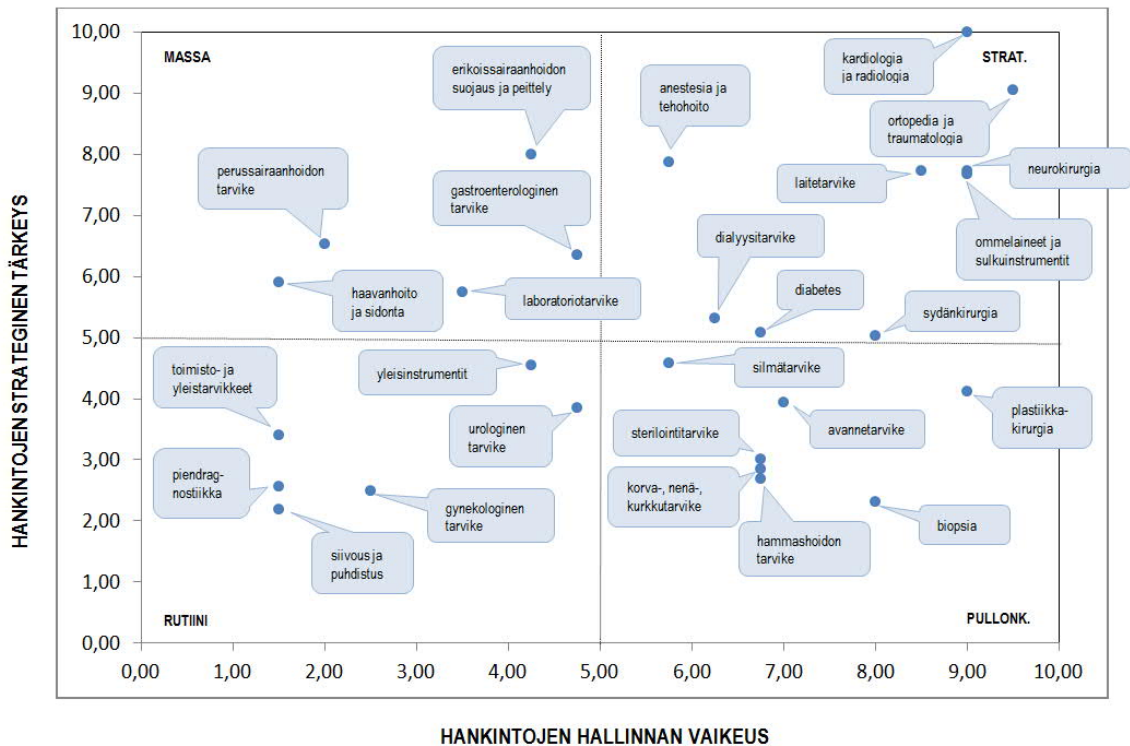 10,00
9,00
8,00
7,00
6,00
5,00
4,00
3,00
2,00
1,00
0,00
HANKINTOJEN STRATEGINEN TÄRKEYS
MASSA
STRAT.
erikoissairaanhoidon
suojaus ja peittely
anestesia ja
tehohoito
kardiologia
ja radiologia
ortopedia ja
traumatologia
perussairaanhoidon
tarvike
gastroenterologinen
tarvike
laitetarvike
neurokirurgia
dialyysitarvike
ommelaineet ja
sulkuinstrumentit
haavanhoito
ja sidonta
laboratoriotarvike
diabetes
sydänkirurgia
toimisto- ja
yleistarvikkeet
yleisinstrumentit
silmätarvike
urologinen
tarvike
sterilointitarvike
avannetarvike
plastiikka-
kirurgia
piendrag-
nostiikka
gynekologinen
tarvike
korva-, nenä-,
kurkkutarvike
biopsia
siivous ja
puhdistus
hammashoidon
tarvike
RUTIINI
PULLONK.
0,00 1,00 2,00 3,00 4,00 5,00 6,00 7,00 8,00 9,00 10,00
HANKINTOJEN HALLINNAN VAIKEUS